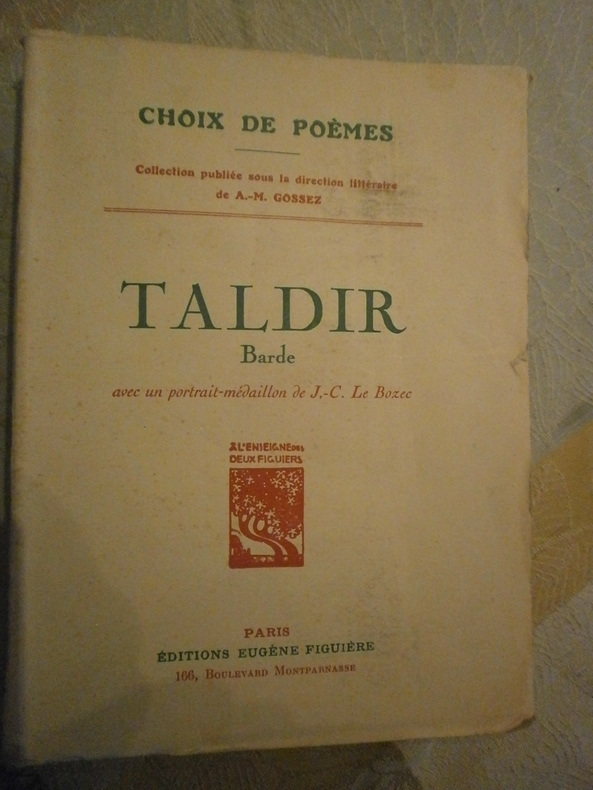 CHOIX DE POÈMES
Collection publiée sous la direction littéraire
de A.-M. GOSSEZ
TALDIR
Barde
avec un portrait-médaillon de J.-C. Le Bozec
A L'ENSEIGNE DES
DEUX FIGUIERS
PARIS
ÉDITIONS EUGÈNE FIGUIÈRE
166, BOULEVARD MONTPARNASSE